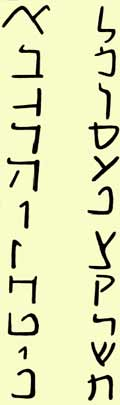 א
ב
ג
ד
ה
ו
ז
ח
ט
י
כ
ל
מ
נ
ס
ע
פ
צ
ק
ר
ש
ת